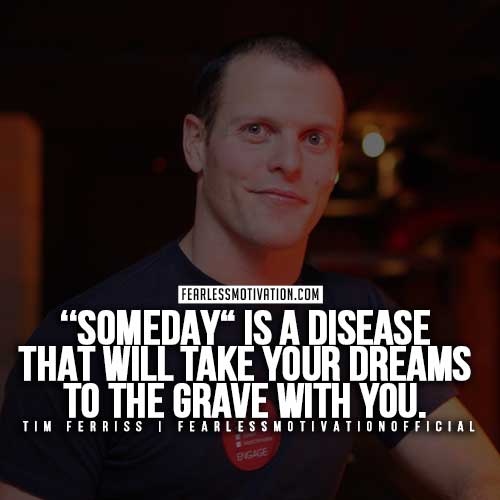 FEARLESSMOTIVATION.COM
“SOMEDAY“ IS A DISEASE
THAT WILL TAKE YOUR DREAMS
TO THE GRAVE WITH YOU.
TIM FERRISS | FEARLESSMOTIVATIONOFFICIAL
ENGAGE